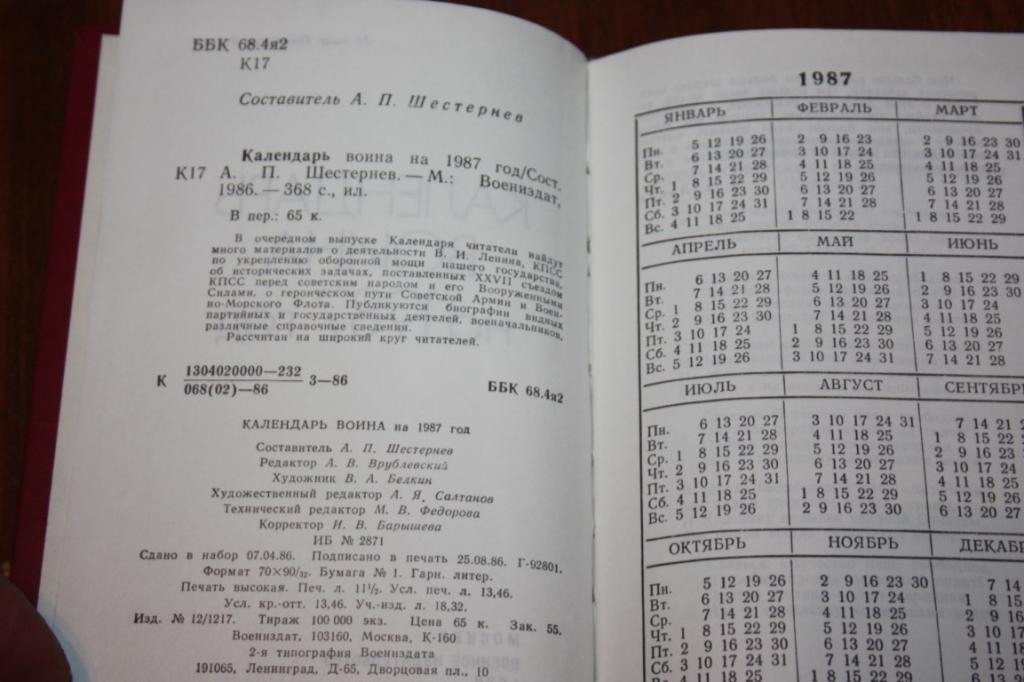 ББК 68.4я2
К17
Составитель А. П. Шестернев
Календарь воина на 1987 год/Сост.
К17 А. П. Шестернев. — М.: Воениздат,
1986. — 368 с., ил.
В пер.: 65 к.
В очередном выпуске Календаря читатели найдут
много материалов о деятельности В. И. Ленина, КПСС
по укреплению оборонной мощи нашего государства,
об исторических задачах, поставленных XXVII съездом
КПСС перед советским народом и его Вооруженными
Силами, о героическом пути Советской Армии и Воен-
но-Морского Флота. Публикуются биографии видных
партийных и государственных деятелей, военачальников,
различные справочные сведения.
Рассчитан на широкий круг читателей.
К 1304020000—232
068(02)—86 3—86 ББК 68.4я2
КАЛЕНДАРЬ ВОИНА на 1987 год
Составитель А. П. Шестернев
Редактор А. В. Врублевский
Художник В. А. Белкин
Художественный редактор А. Я. Салтанов
Технический редактор М. В. Федорова
Корректор И. В. Барышева
ИБ № 2871
Сдано в набор 07.04.86. Подписано в печать 25.08.86. Г-92801.
Формат 70×90/32. Бумага № 1. Гарн. литер.
Печать высокая. Печ. л. 11½. Усл. печ. л. 13,46.
Усл. кр.-отт. 13,46. Уч.-изд. л. 18,32.
Изд. № 12/1217. Тираж 100 000 экз. Цена 65 к. Зак. 55.
Воениздат, 103160, Москва, К-160
2-я типография Воениздата
191065, Ленинград, Д-65, Дворцовая пл., 10
1987
ЯНВАРЬ ФЕВРАЛЬ МАРТ
Пн. 5 12 19 26 2 9 16 23 2 9 16 23 30
Вт. 6 13 20 27 3 10 17 24 3 10 17 24 31
Ср. 7 14 21 28 4 11 18 25 4 11 18 25
Чт. 1 8 15 22 29 5 12 19 26 5 12 19 26
Пт. 2 9 16 23 30 6 13 20 27 6 13 20 27
Сб. 3 10 17 24 31 7 14 21 28 7 14 21 28
Вс. 4 11 18 25 1 8 15 22 1 8 15 22 29
АПРЕЛЬ МАЙ ИЮНЬ
Пн. 6 13 20 27 4 11 18 25 1 8 15 22 29
Вт. 7 14 21 28 5 12 19 26 2 9 16 23 30
Ср. 1 8 15 22 29 6 13 20 27 3 10 17 24
Чт. 2 9 16 23 30 7 14 21 28 4 11 18 25
Пт. 3 10 17 24 1 8 15 22 29 5 12 19 26
Сб. 4 11 18 25 2 9 16 23 30 6 13 20 27
Вс. 5 12 19 26 3 10 17 24 31 7 14 21 28
ИЮЛЬ АВГУСТ СЕНТЯБР
Пн. 6 13 20 27 3 10 17 24 31 7 14 21 2
Вт. 7 14 21 28 4 11 18 25 1 8 15 22
Ср. 1 8 15 22 29 5 12 19 26 2 9 16 23
Чт. 2 9 16 23 30 6 13 20 27 3 10 17 24
Пт. 3 10 17 24 31 7 14 21 28 4 11 18 25
Сб. 4 11 18 25 1 8 15 22 29 5 12 19 26
Вс. 5 12 19 26 2 9 16 23 30 6 13 20 27
ОКТЯБРЬ НОЯБРЬ ДЕКАБ
Пн. 5 12 19 26 2 9 16 23 30 7 14
Вт. 6 13 20 27 3 10 17 24 1 8 15
Ср. 7 14 21 28 4 11 18 25 2 9 16
Чт. 1 8 15 22 29 5 12 19 26 3 10
Пт. 2 9 16 23 30 6 13 20 27 4 11
Сб. 3 10 17 24 31 7 14 21 28 5 12